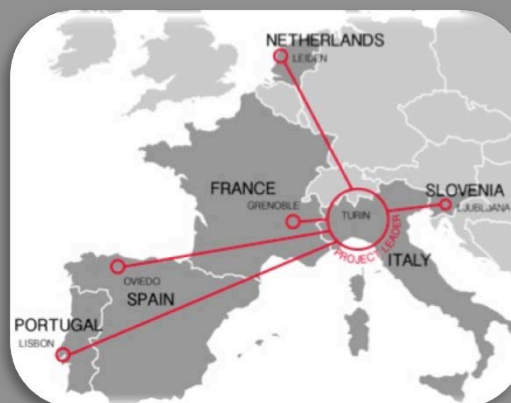 NETHERLANDS
LEIDEN
FRANCE
GRENOBLE
TURIN
SLOVENIA
LJUBLJANA
PROJECT LEADER
ITALY
OVIEDO
SPAIN
PORTUGAL
LISBON